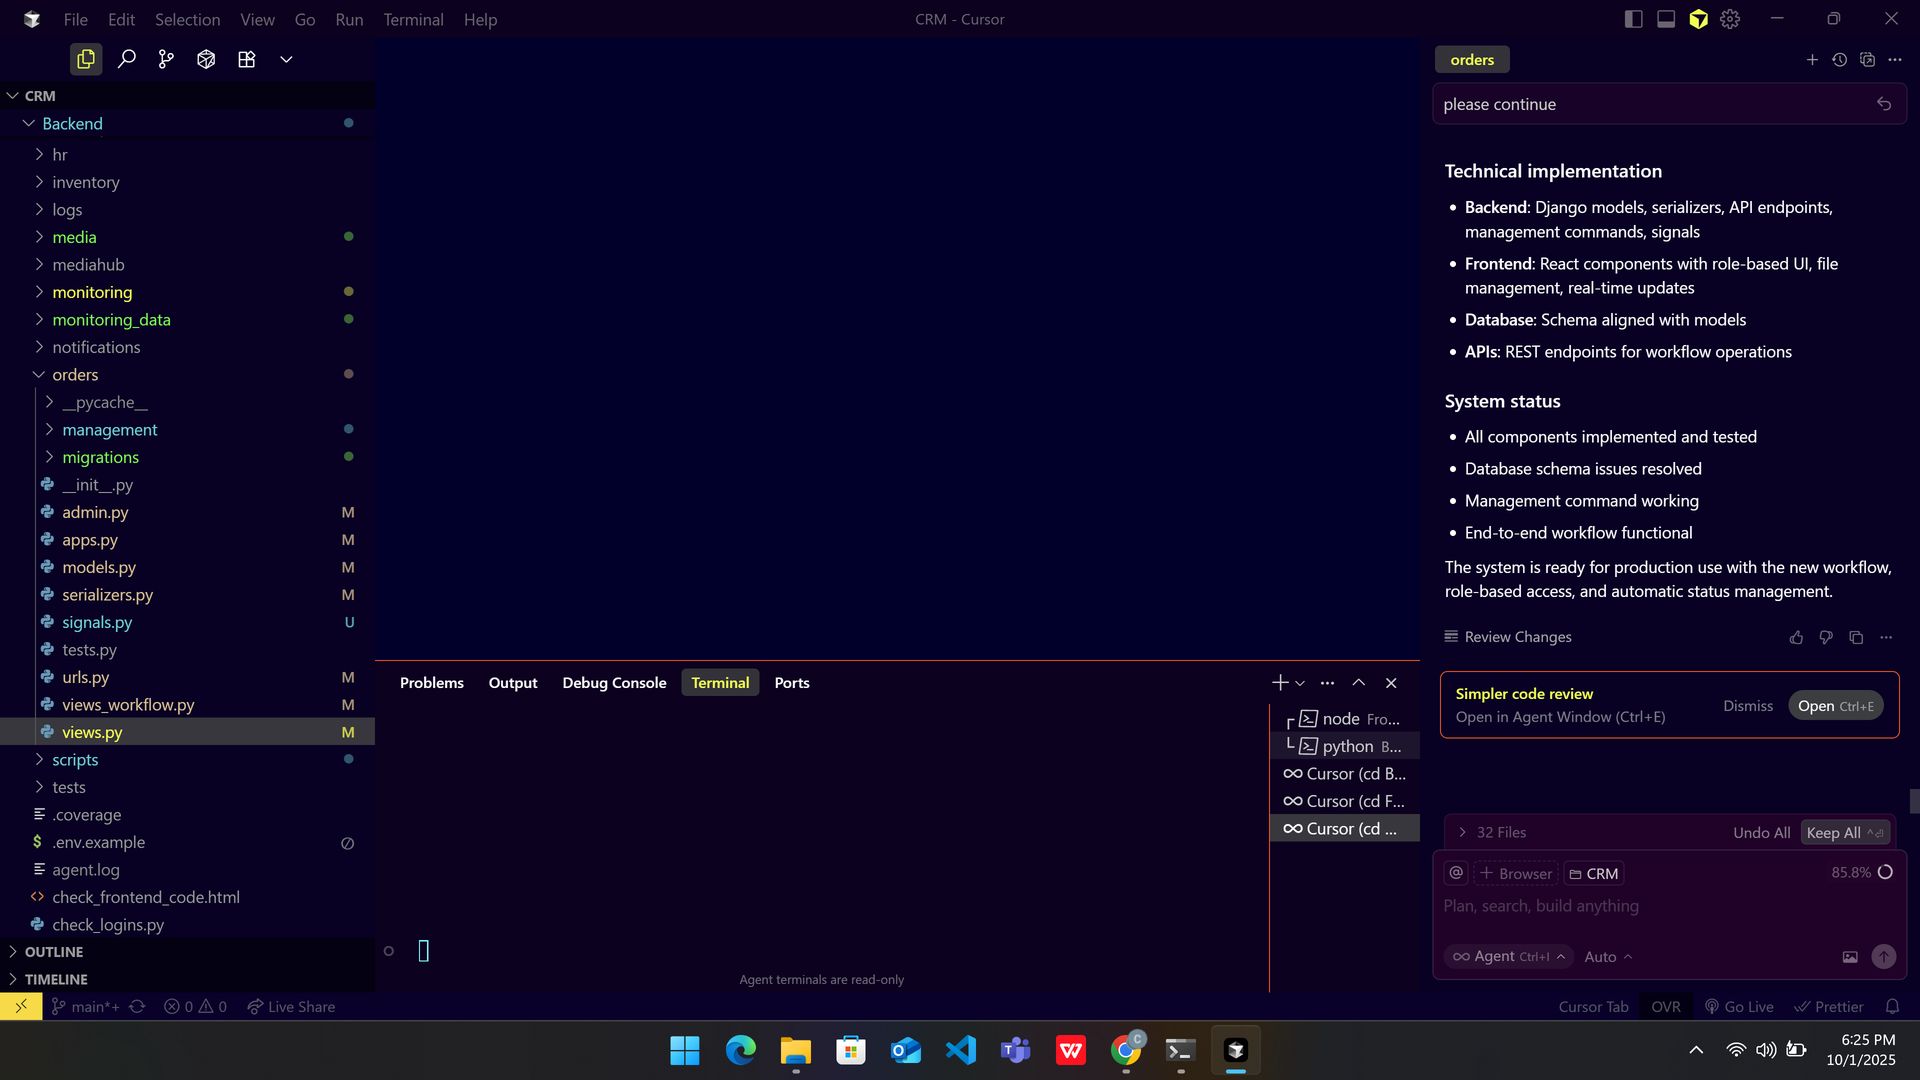 File Edit Selection View Go Run Terminal Help
CRM - Cursor
CRM
Backend
hr
inventory
logs
media
mediahub
monitoring
monitoring_data
notifications
orders
__pycache__
management
migrations
__init__.py
admin.py M
apps.py M
models.py M
serializers.py M
signals.py U
tests.py
urls.py M
views_workflow.py M
views.py M
scripts
tests
.coverage
$ .env.example
agent.log
check_frontend_code.html
check_logins.py
OUTLINE
TIMELINE
Problems Output Debug Console Terminal Ports
node Fro...
python B...
Cursor (cd B...
Cursor (cd F...
Cursor (cd ...
Agent terminals are read-only
orders
please continue
Technical implementation
• Backend: Django models, serializers, API endpoints,
management commands, signals
• Frontend: React components with role-based UI, file
management, real-time updates
• Database: Schema aligned with models
• APIs: REST endpoints for workflow operations
System status
• All components implemented and tested
• Database schema issues resolved
• Management command working
• End-to-end workflow functional
The system is ready for production use with the new workflow,
role-based access, and automatic status management.
Review Changes
Simpler code review
Open in Agent Window (Ctrl+E)
Dismiss Open Ctrl+E
32 Files Undo All Keep All ^⏎
@ + Browser CRM 85.8%
Plan, search, build anything
Agent Ctrl+I Auto
main*+ 0 0 Live Share
Cursor Tab OVR Go Live Prettier
C
T
W
6:25 PM
10/1/2025